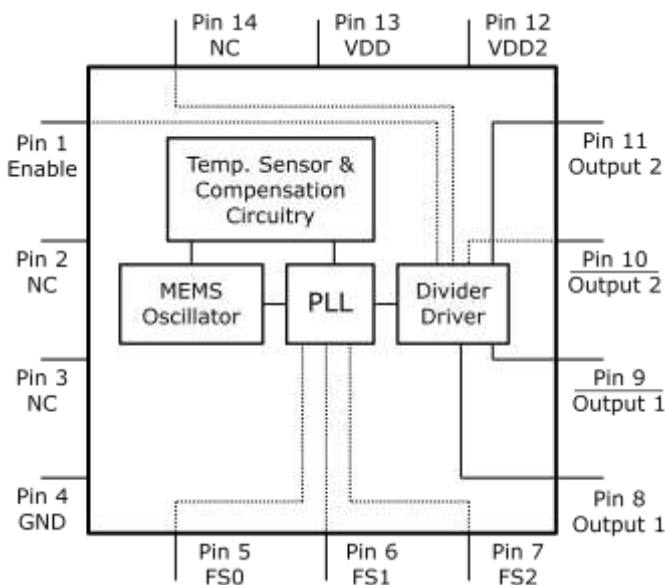 Pin 14
NC
Pin 13
VDD
Pin 12
VDD2
Pin 1
Enable
Temp. Sensor &
Compensation
Circuitry
Pin 11
Output 2
Pin 2
NC
MEMS
Oscillator
PLL
Divider
Driver
Pin 10
Output 2
Pin 3
NC
Pin 9
Output 1
Pin 4
GND
Pin 8
Output 1
Pin 5
FS0
Pin 6
FS1
Pin 7
FS2